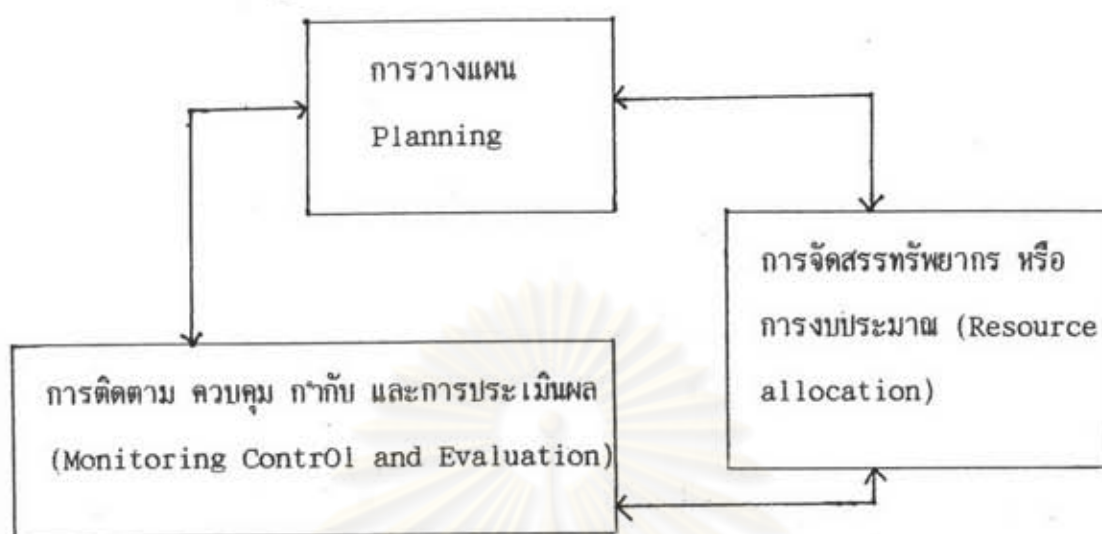 การวางแผน
Planning
การจัดสรรทรัพยากร หรือ
การงบประมาณ (Resource
allocation)
การติดตาม ควบคุม กำกับ และการประเมินผล
(Monitoring ContrOl and Evaluation)